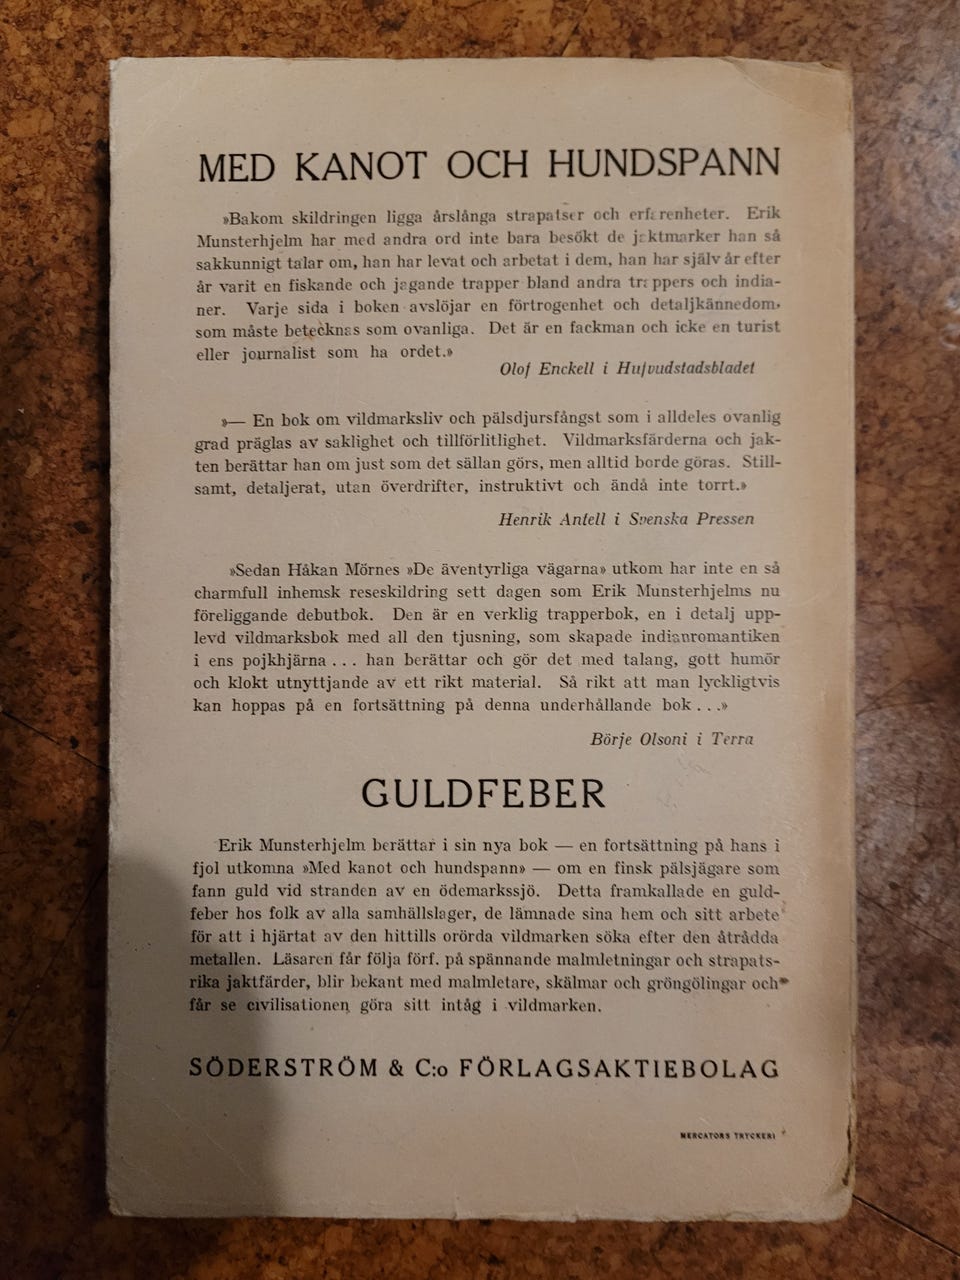 MED KANOT OCH HUNDSPANN
»Bakom skildringen ligga årslånga strapatser och erfarenheter. Erik
Munsterhjelm har med andra ord inte bara besökt de jaktmarker han så
sakkunnigt talar om, han har levat och arbetat i dem, han har själv år efter
år varit en fiskande och jagande trapper bland andra trappers och india-
ner. Varje sida i boken avslöjar en förtrogenhet och detaljkännedom,
som måste betecknas som ovanliga. Det är en fackman och icke en turist
eller journalist som ha ordet.»
Olof Enckell i Hufvudstadsbladet
»— En bok om vildmarksliv och pälsdjursfångst som i alldeles ovanlig
grad präglas av saklighet och tillförlitlighet. Vildmarksfärderna och jak-
ten berättar han om just som det sällan görs, men alltid borde göras. Still-
samt, detaljerat, utan överdrifter, instruktivt och ändå inte torrt.»
Henrik Antell i Svenska Pressen
»Sedan Håkan Mörnes »De äventyrliga vägarna» utkom har inte en så
charmfull inhemsk reseskildring sett dagen som Erik Munsterhjelms nu
föreliggande debutbok. Den är en verklig trapperbok, en i detalj upp-
levd vildmarksbok med all den tjusning, som skapade indianromantiken
i ens pojkhjärna . . . han berättar och gör det med talang, gott humör
och klokt utnyttjande av ett rikt material. Så rikt att man lyckligtvis
kan hoppas på en fortsättning på denna underhållande bok . . .»
Börje Olsoni i Terra
GULDFEBER
Erik Munsterhjelm berättar i sin nya bok — en fortsättning på hans i
fjol utkomna »Med kanot och hundspann» — om en finsk pälsjägare som
fann guld vid stranden av en ödemarkssjö. Detta framkallade en guld-
feber hos folk av alla samhällslager, de lämnade sina hem och sitt arbete
för att i hjärtat av den hittills orörda vildmarken söka efter den åtrådda
metallen. Läsaren får följa förf. på spännande malmletningar och strapats-
rika jaktfärder, blir bekant med malmletare, skälmar och gröngölingar och
får se civilisationen göra sitt intåg i vildmarken.
SÖDERSTRÖM & C:o FÖRLAGSAKTIEBOLAG
MERCATORS TRYCKERI